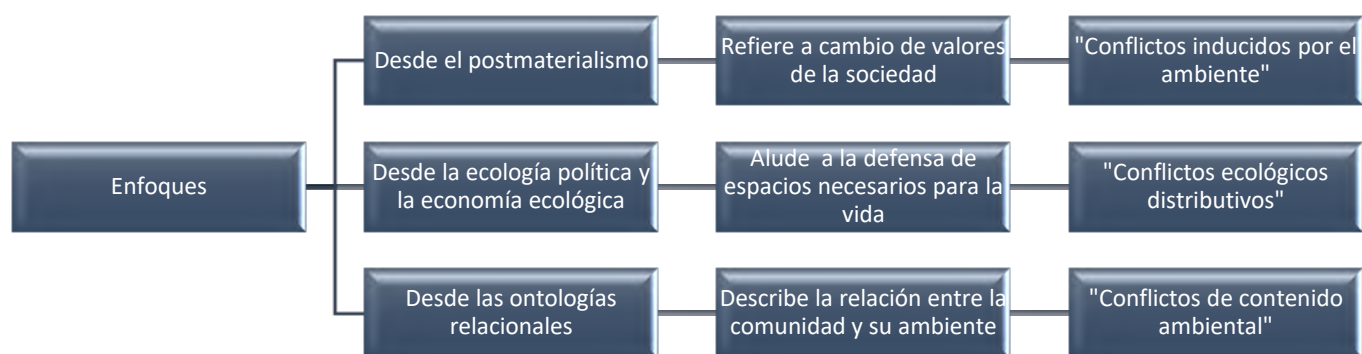 Desde el postmaterialismo
Refiere a cambio de valores
de la sociedad
"Conflictos inducidos por el
ambiente"
Enfoques
Desde la ecología política y
la economía ecológica
Alude a la defensa de
espacios necesarios para la
vida
"Conflictos ecológicos
distributivos"
Desde las ontologías
relacionales
Describe la relación entre la
comunidad y su ambiente
"Conflictos de contenido
ambiental"